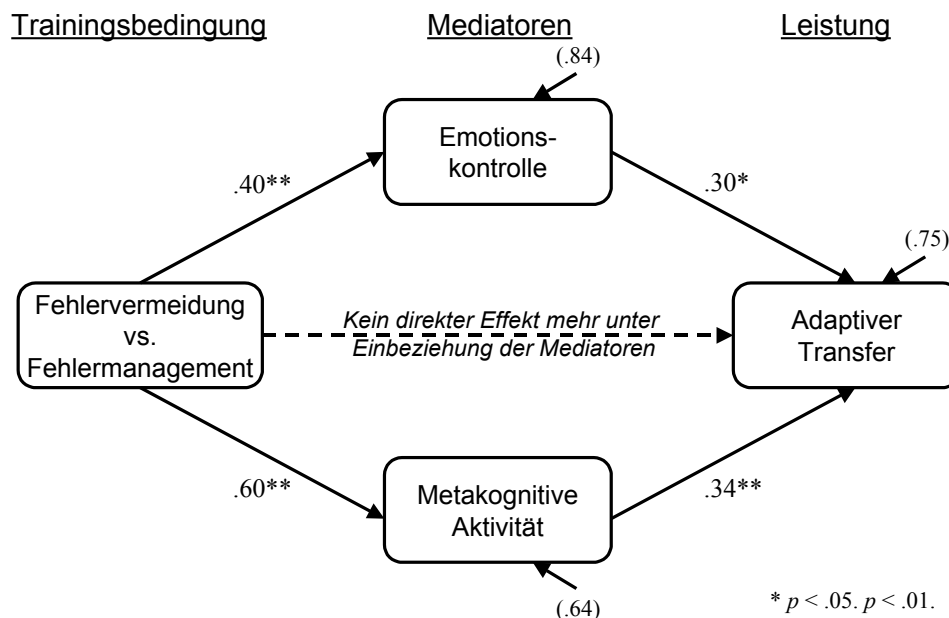 Trainingsbedingung
Mediatoren
Leistung
(.84)
Emotions-
kontrolle
.40**
.30*
(.75)
Fehlervermeidung
vs.
Fehlermanagement
Kein direkter Effekt mehr unter
Einbeziehung der Mediatoren
Adaptiver
Transfer
.60**
Metakognitive
Aktivität
.34**
(.64)
* p < .05. p < .01.